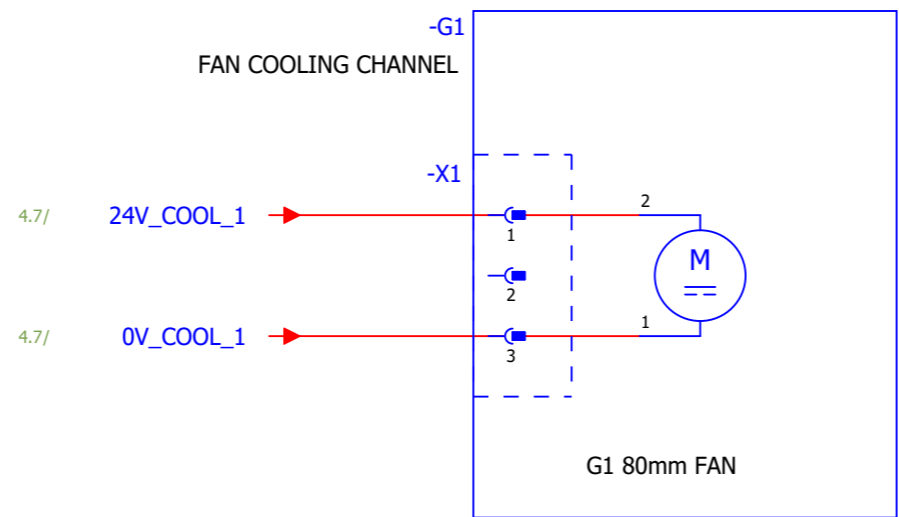 -G1
FAN COOLING CHANNEL
-X1
4.7/ 24V_COOL_1
1
2
M
2
4.7/ 0V_COOL_1
3
1
G1 80mm FAN